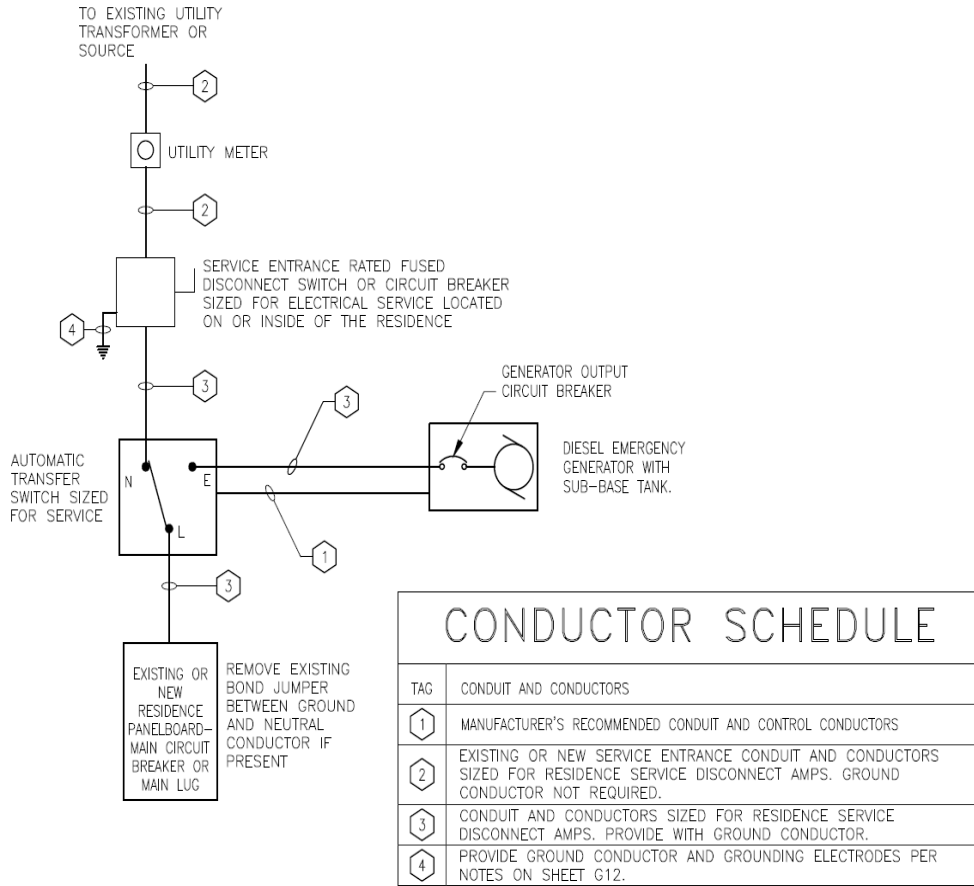 TO EXISTING UTILITY
TRANSFORMER OR
SOURCE
2
UTILITY METER
2
SERVICE ENTRANCE RATED FUSED
DISCONNECT SWITCH OR CIRCUIT BREAKER
SIZED FOR ELECTRICAL SERVICE LOCATED
ON OR INSIDE OF THE RESIDENCE
4
3
GENERATOR OUTPUT
CIRCUIT BREAKER
3
AUTOMATIC
TRANSFER
SWITCH SIZED
FOR SERVICE
N
E
L
DIESEL EMERGENCY
GENERATOR WITH
SUB-BASE TANK.
1
3
EXISTING OR
NEW
RESIDENCE
PANELBOARD-
MAIN CIRCUIT
BREAKER OR
MAIN LUG
REMOVE EXISTING
BOND JUMPER
BETWEEN GROUND
AND NEUTRAL
CONDUCTOR IF
PRESENT
CONDUCTOR SCHEDULE
TAG CONDUIT AND CONDUCTORS
1 MANUFACTURER'S RECOMMENDED CONDUIT AND CONTROL CONDUCTORS
2 EXISTING OR NEW SERVICE ENTRANCE CONDUIT AND CONDUCTORS
SIZED FOR RESIDENCE SERVICE DISCONNECT AMPS. GROUND
CONDUCTOR NOT REQUIRED.
3 CONDUIT AND CONDUCTORS SIZED FOR RESIDENCE SERVICE
DISCONNECT AMPS. PROVIDE WITH GROUND CONDUCTOR.
4 PROVIDE GROUND CONDUCTOR AND GROUNDING ELECTRODES PER
NOTES ON SHEET G12.